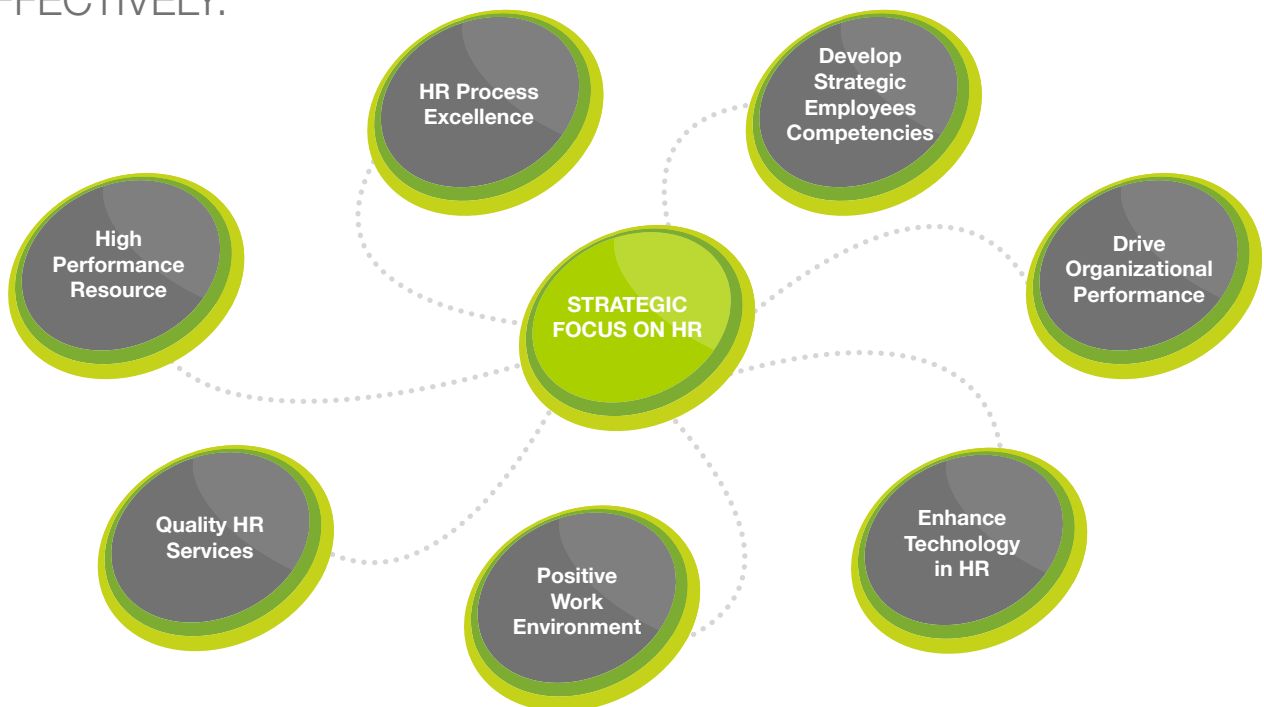 EFFECTIVELY.
HR Process
Excellence
Develop
Strategic
Employees
Competencies
High
Performance
Resource
Drive
Organizational
Performance
STRATEGIC
FOCUS ON HR
Quality HR
Services
Positive
Work
Environment
Enhance
Technology
in HR